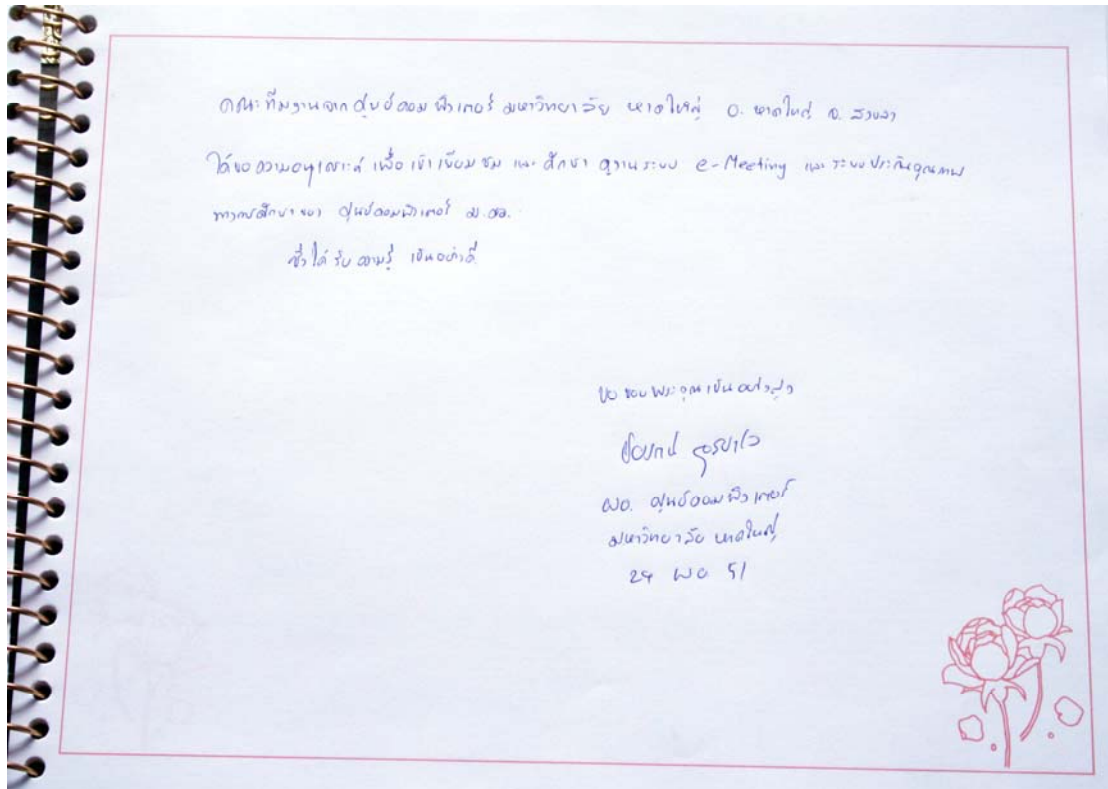 คณะทีมงานจากศูนย์คอมพิวเตอร์ มหาวิทยาลัย หาดใหญ่ อ. หาดใหญ่ จ. สงขลา
ได้ขอความอนุเคราะห์ เพื่อ เข้าเยี่ยมชม และ ศึกษา ดูงานระบบ e-Meeting และ ระบบประกันคุณภาพ
ทางการศึกษา ของ ศูนย์คอมพิวเตอร์ ม.อ.
ซึ่งได้รับ ความรู้ เป็นอย่างดี
ขอ ขอบพระคุณ เป็นอย่างสูง
ผอ. ศูนย์คอมพิวเตอร์
มหาวิทยาลัย หาดใหญ่
พย 51